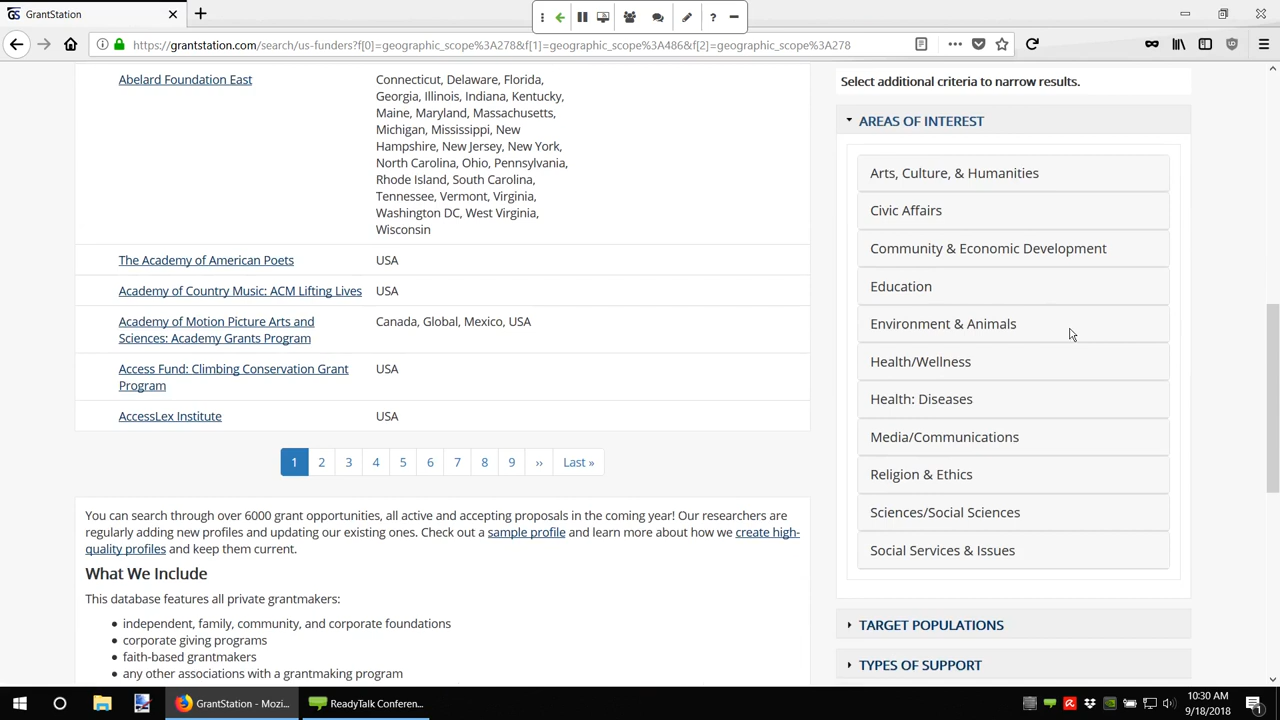 GrantStation
https://grantstation.com/search/us-funders?f[0]=geographic_scope%3A278&f[1]=geographic_scope%3A486&f[2]=geographic_scope%3A278
Abelard Foundation East
Connecticut, Delaware, Florida,
Georgia, Illinois, Indiana, Kentucky,
Maine, Maryland, Massachusetts,
Michigan, Mississippi, New
Hampshire, New Jersey, New York,
North Carolina, Ohio, Pennsylvania,
Rhode Island, South Carolina,
Tennessee, Vermont, Virginia,
Washington DC, West Virginia,
Wisconsin
The Academy of American Poets
USA
Academy of Country Music: ACM Lifting Lives
USA
Academy of Motion Picture Arts and
Sciences: Academy Grants Program
Canada, Global, Mexico, USA
Access Fund: Climbing Conservation Grant
Program
USA
AccessLex Institute
USA
1 2 3 4 5 6 7 8 9 ›› Last »
You can search through over 6000 grant opportunities, all active and accepting proposals in the coming year! Our researchers are
regularly adding new profiles and updating our existing ones. Check out a sample profile and learn more about how we create high-
quality profiles and keep them current.
What We Include
This database features all private grantmakers:
independent, family, community, and corporate foundations
corporate giving programs
faith-based grantmakers
any other associations with a grantmaking program
Select additional criteria to narrow results.
AREAS OF INTEREST
Arts, Culture, & Humanities
Civic Affairs
Community & Economic Development
Education
Environment & Animals
Health/Wellness
Health: Diseases
Media/Communications
Religion & Ethics
Sciences/Social Sciences
Social Services & Issues
TARGET POPULATIONS
TYPES OF SUPPORT
GrantStation - Mozi...
ReadyTalk Conferen...
10:30 AM
9/18/2018
1